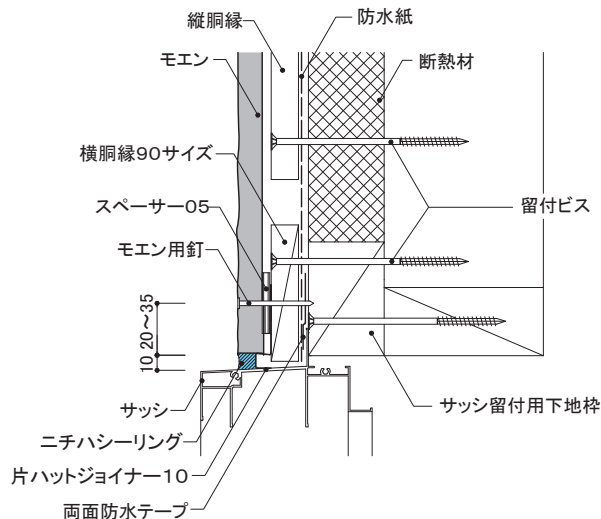 縦胴縁
防水紙
モエン
断熱材
横胴縁90サイズ
スペーサー05
留付ビス
モエン用釘
20~35
10
サッシ
サッシ留付用下地枠
ニチハシーリング
片ハットジョイナー10
両面防水テープ